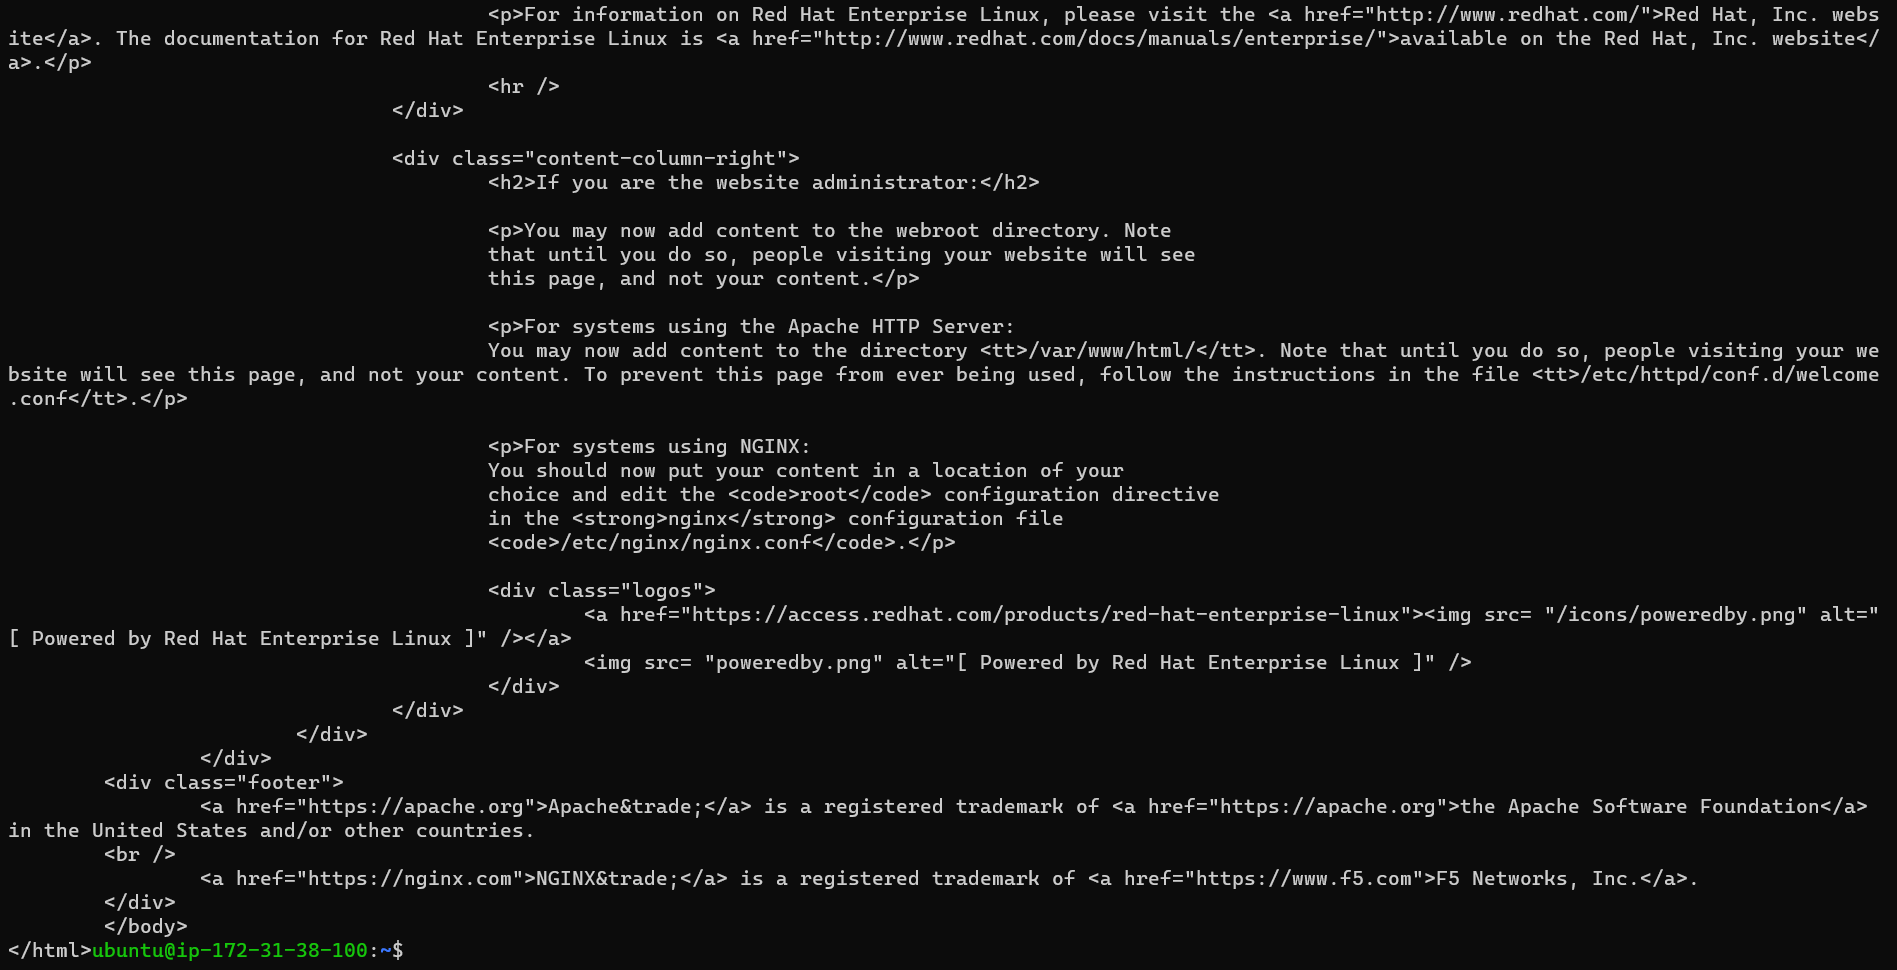 <p>For information on Red Hat Enterprise Linux, please visit the <a href="http://www.redhat.com/">Red Hat, Inc. webs
ite</a>. The documentation for Red Hat Enterprise Linux is <a href="http://www.redhat.com/docs/manuals/enterprise/">available on the Red Hat, Inc. website</
a>.</p>
<hr />
</div>
<div class="content-column-right">
<h2>If you are the website administrator:</h2>
<p>You may now add content to the webroot directory. Note
that until you do so, people visiting your website will see
this page, and not your content.</p>
<p>For systems using the Apache HTTP Server:
You may now add content to the directory <tt>/var/www/html/</tt>. Note that until you do so, people visiting your we
bsite will see this page, and not your content. To prevent this page from ever being used, follow the instructions in the file <tt>/etc/httpd/conf.d/welcome
.conf</tt>.</p>
<p>For systems using NGINX:
You should now put your content in a location of your
choice and edit the <code>root</code> configuration directive
in the <strong>nginx</strong> configuration file
<code>/etc/nginx/nginx.conf</code>.</p>
<div class="logos">
<a href="https://access.redhat.com/products/red-hat-enterprise-linux"><img src= "/icons/poweredby.png" alt="
[ Powered by Red Hat Enterprise Linux ]" /></a>
<img src= "poweredby.png" alt="[ Powered by Red Hat Enterprise Linux ]" />
</div>
</div>
</div>
</div>
<div class="footer">
<a href="https://apache.org">Apache&trade;</a> is a registered trademark of <a href="https://apache.org">the Apache Software Foundation</a>
in the United States and/or other countries.
<br />
<a href="https://nginx.com">NGINX&trade;</a> is a registered trademark of <a href="https://www.f5.com">F5 Networks, Inc.</a>.
</div>
</body>
</html>ubuntu@ip-172-31-38-100:~$